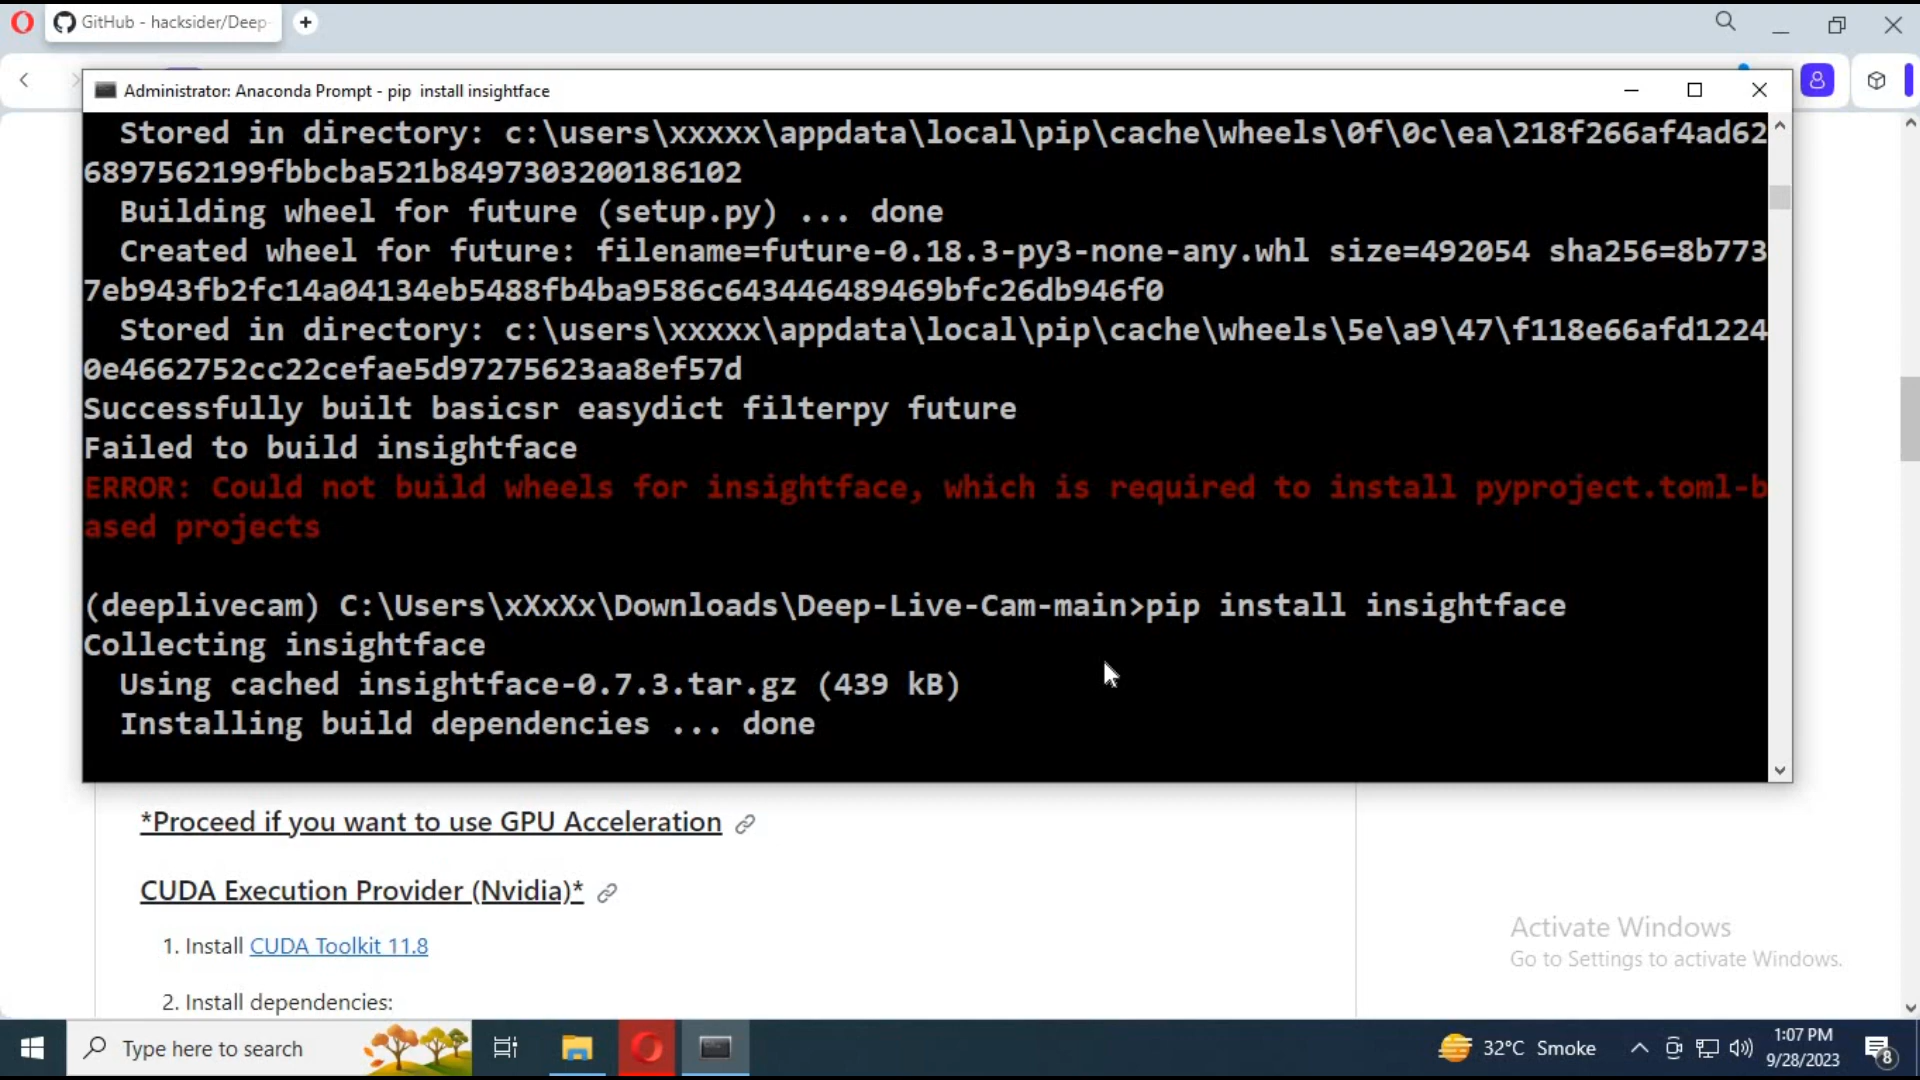 GitHub - hacksider/Deep-
Administrator: Anaconda Prompt - pip  install insightface
Stored in directory: c:\users\xxxxx\appdata\local\pip\cache\wheels\0f\0c\ea\218f266af4ad62
6897562199fbbcba521b8497303200186102
Building wheel for future (setup.py) ... done
Created wheel for future: filename=future-0.18.3-py3-none-any.whl size=492054 sha256=8b773
7eb943fb2fc14a04134eb5488fb4ba9586c643446489469bfc26db946f0
Stored in directory: c:\users\xxxxx\appdata\local\pip\cache\wheels\5e\a9\47\f118e66afd1224
0e4662752cc22cefae5d97275623aa8ef57d
Successfully built basicsr easydict filterpy future
Failed to build insightface
ERROR: Could not build wheels for insightface, which is required to install pyproject.toml-b
ased projects
(deeplivecam) C:\Users\xXxXx\Downloads\Deep-Live-Cam-main>pip install insightface
Collecting insightface
Using cached insightface-0.7.3.tar.gz (439 kB)
Installing build dependencies ... done
*Proceed if you want to use GPU Acceleration
CUDA Execution Provider (Nvidia)*
1. Install CUDA Toolkit 11.8
2. Install dependencies:
Activate Windows
Go to Settings to activate Windows.
Type here to search
32°C Smoke
1:07 PM
9/28/2023
8